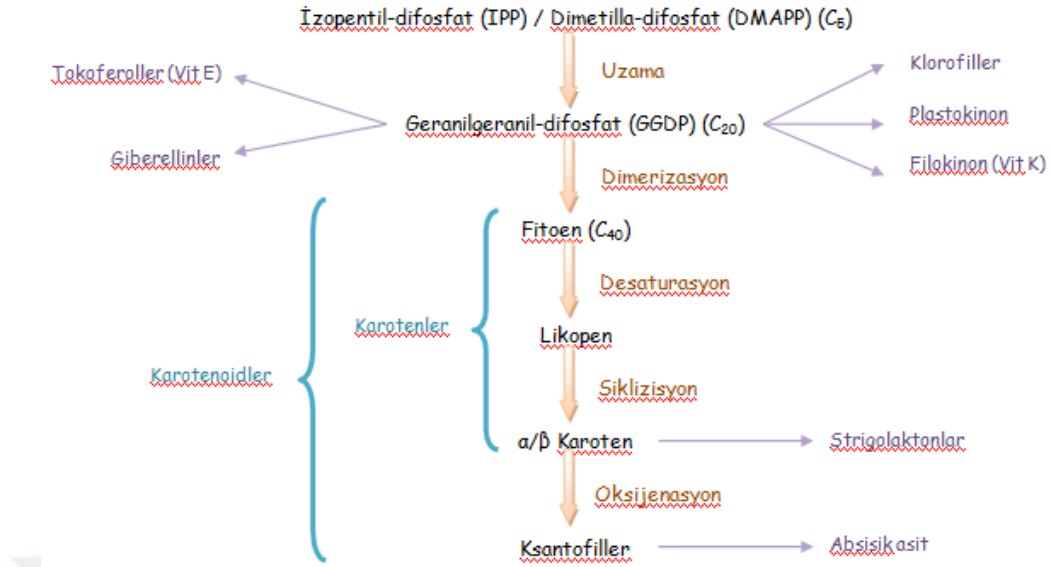 İzopentil-difosfat (IPP) / Dimetilla-difosfat (DMAPP) (C₅)
Uzama
Tokoferoller (Vit E)
Klorofiller
Geranilgeranil-difosfat (GGDP) (C₂₀)
Plastokinon
Giberellinler
Filokinon (Vit K)
Dimerizasyon
Fitoen (C₄₀)
Desaturasyon
Karotenler
Likopen
Karotenoidler
Siklizisyon
α/β Karoten
Strigolaktonlar
Oksijenasyon
Ksantofiller
Absisik asit